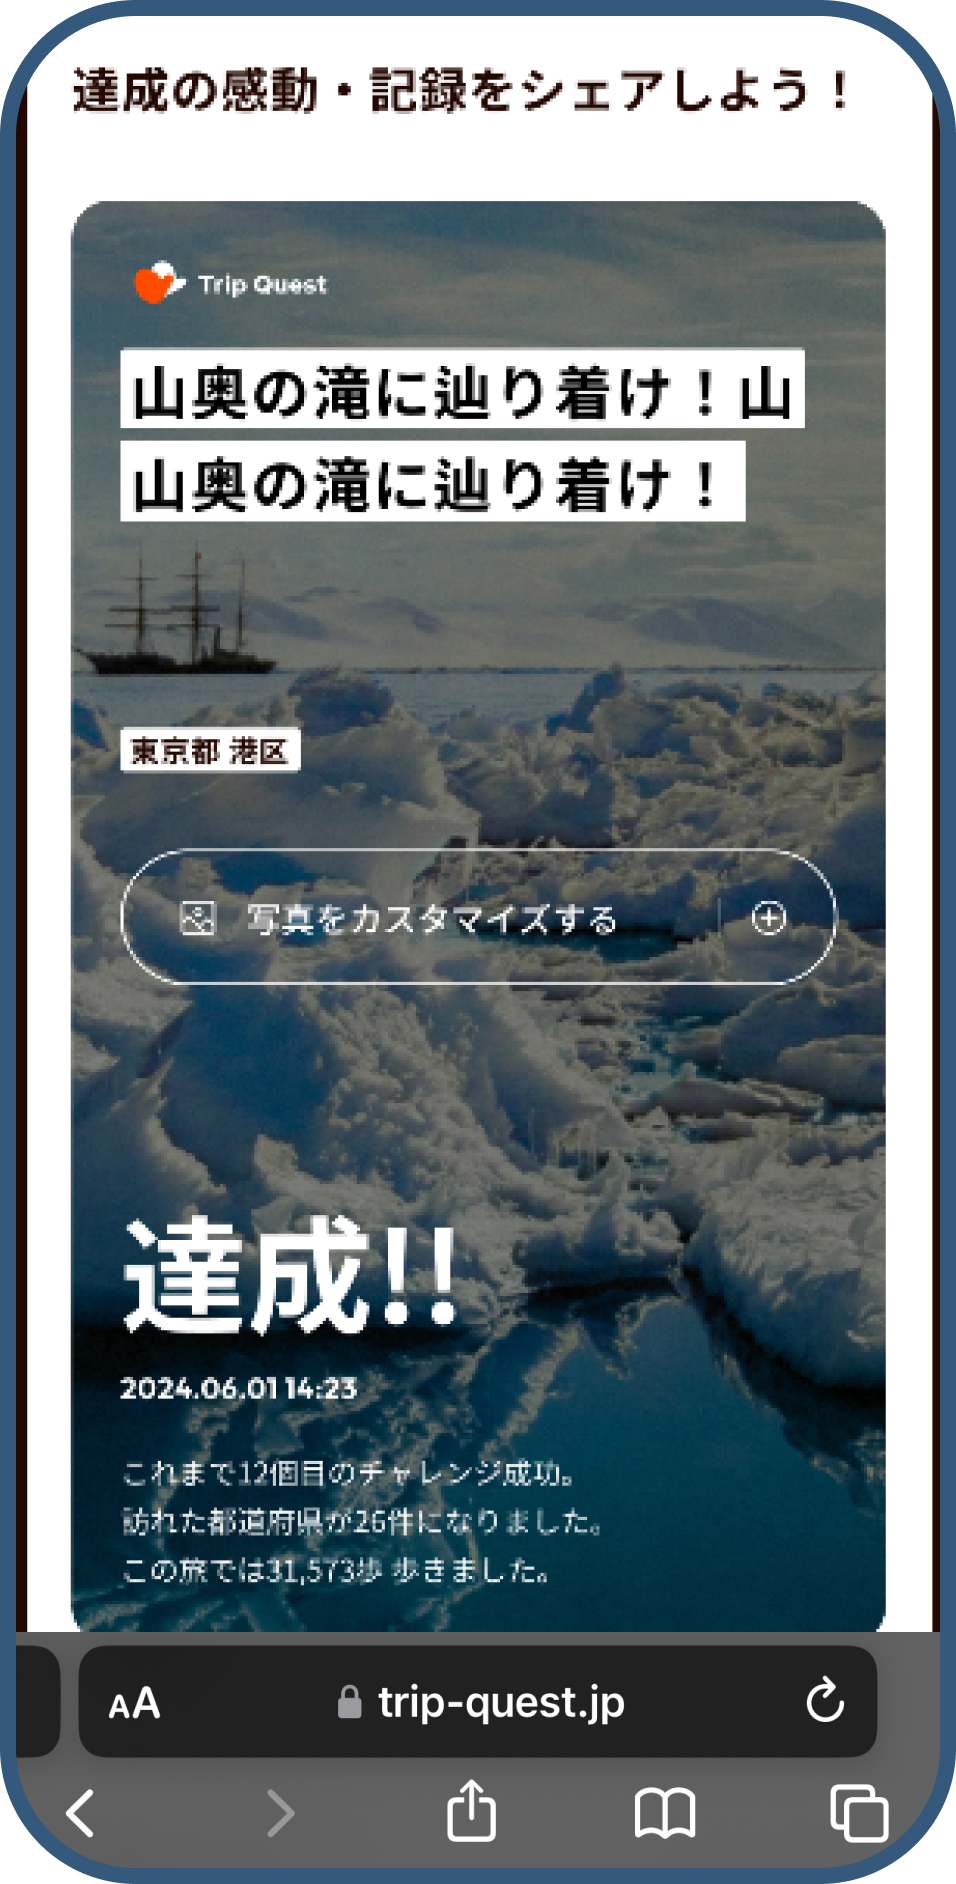 達成の感動・記録をシェアしよう！
Trip Quest
山奥の滝に辿り着け！山
山奥の滝に辿り着け！
東京都 港区
写真をカスタマイズする
達成!!
2024.06.01 14:23
これまで12個目のチャレンジ成功。
訪れた都道府県が26件になりました。
この旅では31,573歩 歩きました。
AA trip-quest.jp